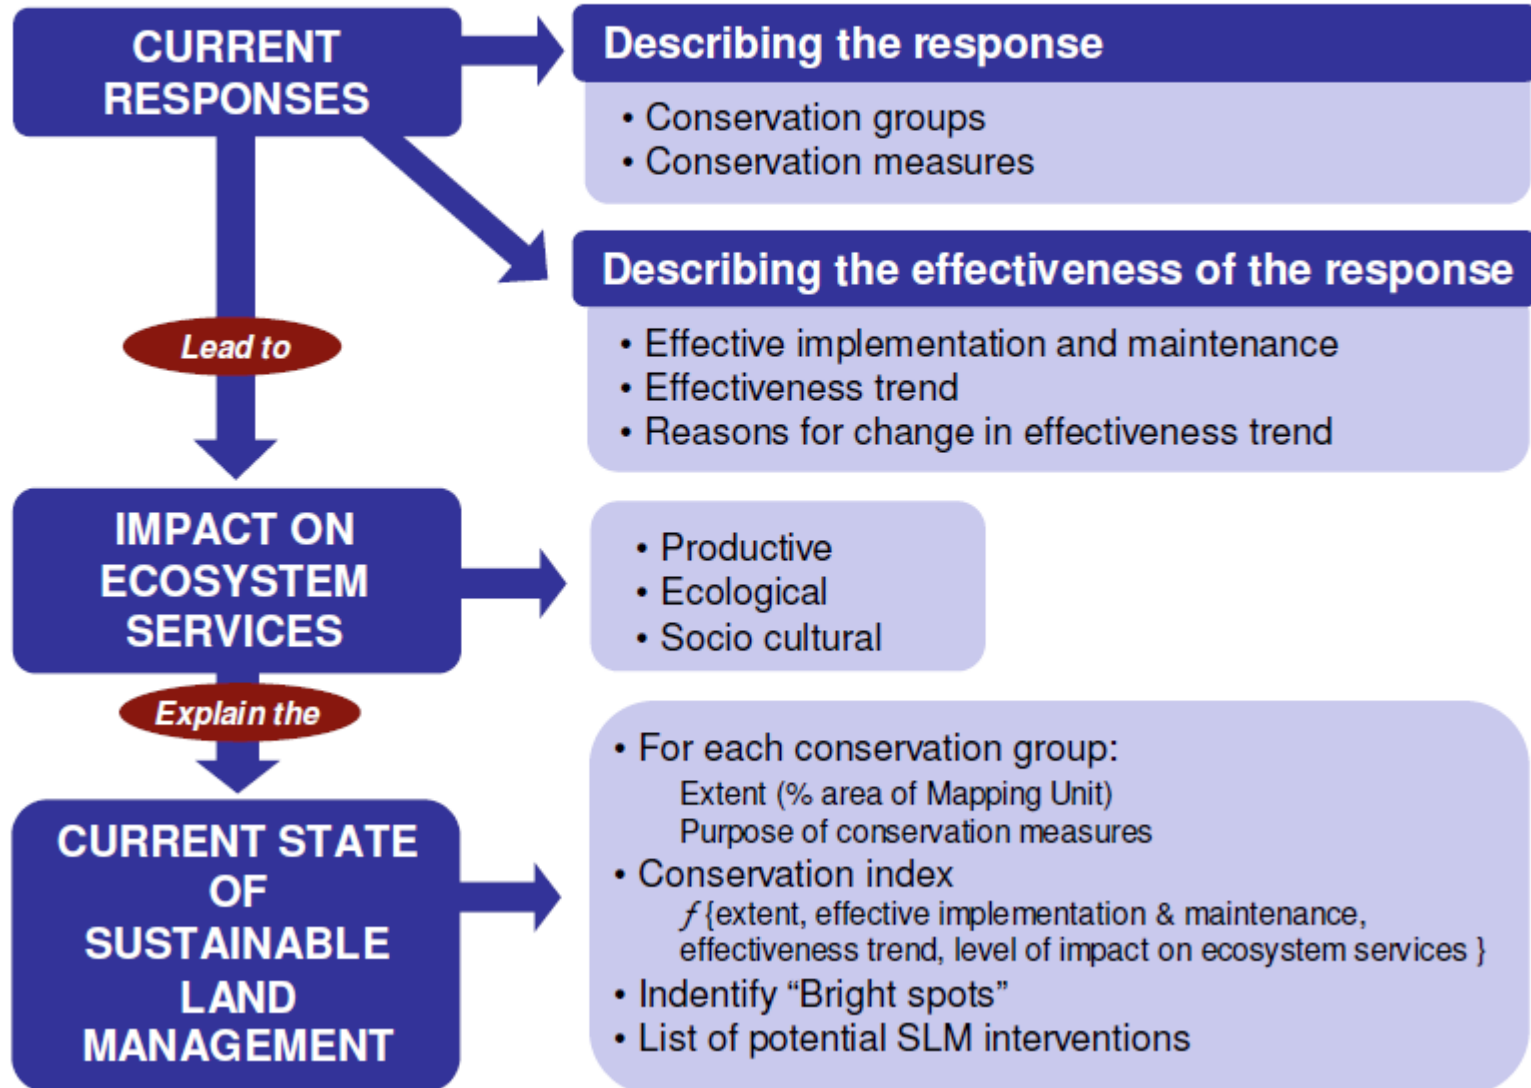 CURRENT
RESPONSES
Describing the response
• Conservation groups
• Conservation measures
Describing the effectiveness of the response
• Effective implementation and maintenance
• Effectiveness trend
• Reasons for change in effectiveness trend
Lead to
IMPACT ON
ECOSYSTEM
SERVICES
• Productive
• Ecological
• Socio cultural
Explain the
CURRENT STATE
OF
SUSTAINABLE
LAND
MANAGEMENT
• For each conservation group:
Extent (% area of Mapping Unit)
Purpose of conservation measures
• Conservation index
ƒ {extent, effective implementation & maintenance,
effectiveness trend, level of impact on ecosystem services }
• Indentify “Bright spots”
• List of potential SLM interventions